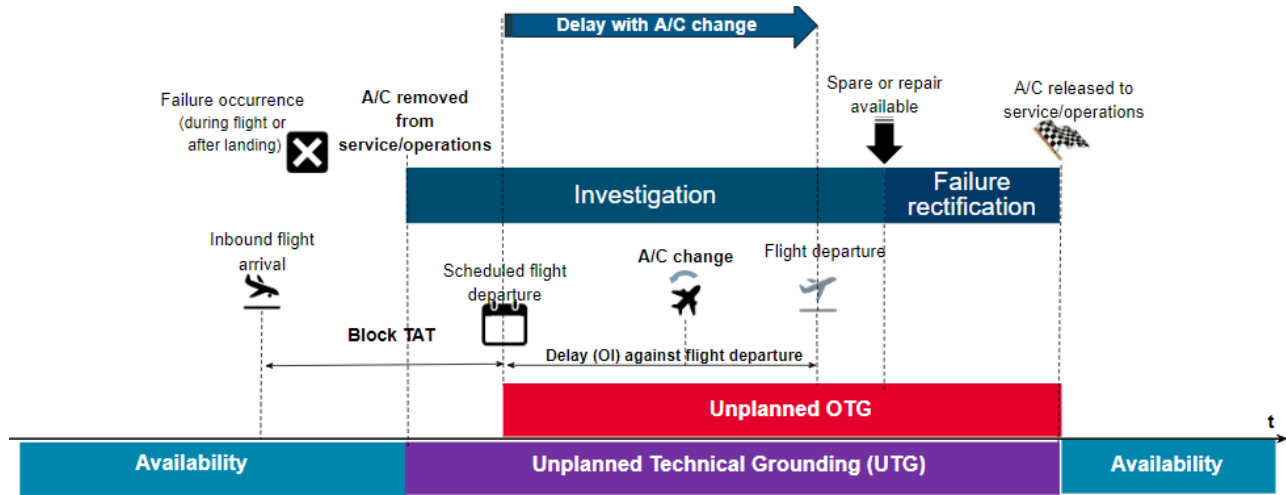 Delay with A/C change
Failure occurrence
(during flight or
after landing)
A/C removed
from
service/operations
Spare or repair
available
A/C released to
service/operations
Investigation
Failure
rectification
Inbound flight
arrival
Scheduled flight
departure
A/C change
Flight departure
Block TAT
Delay (OI) against flight departure
Unplanned OTG
t
Availability
Unplanned Technical Grounding (UTG)
Availability